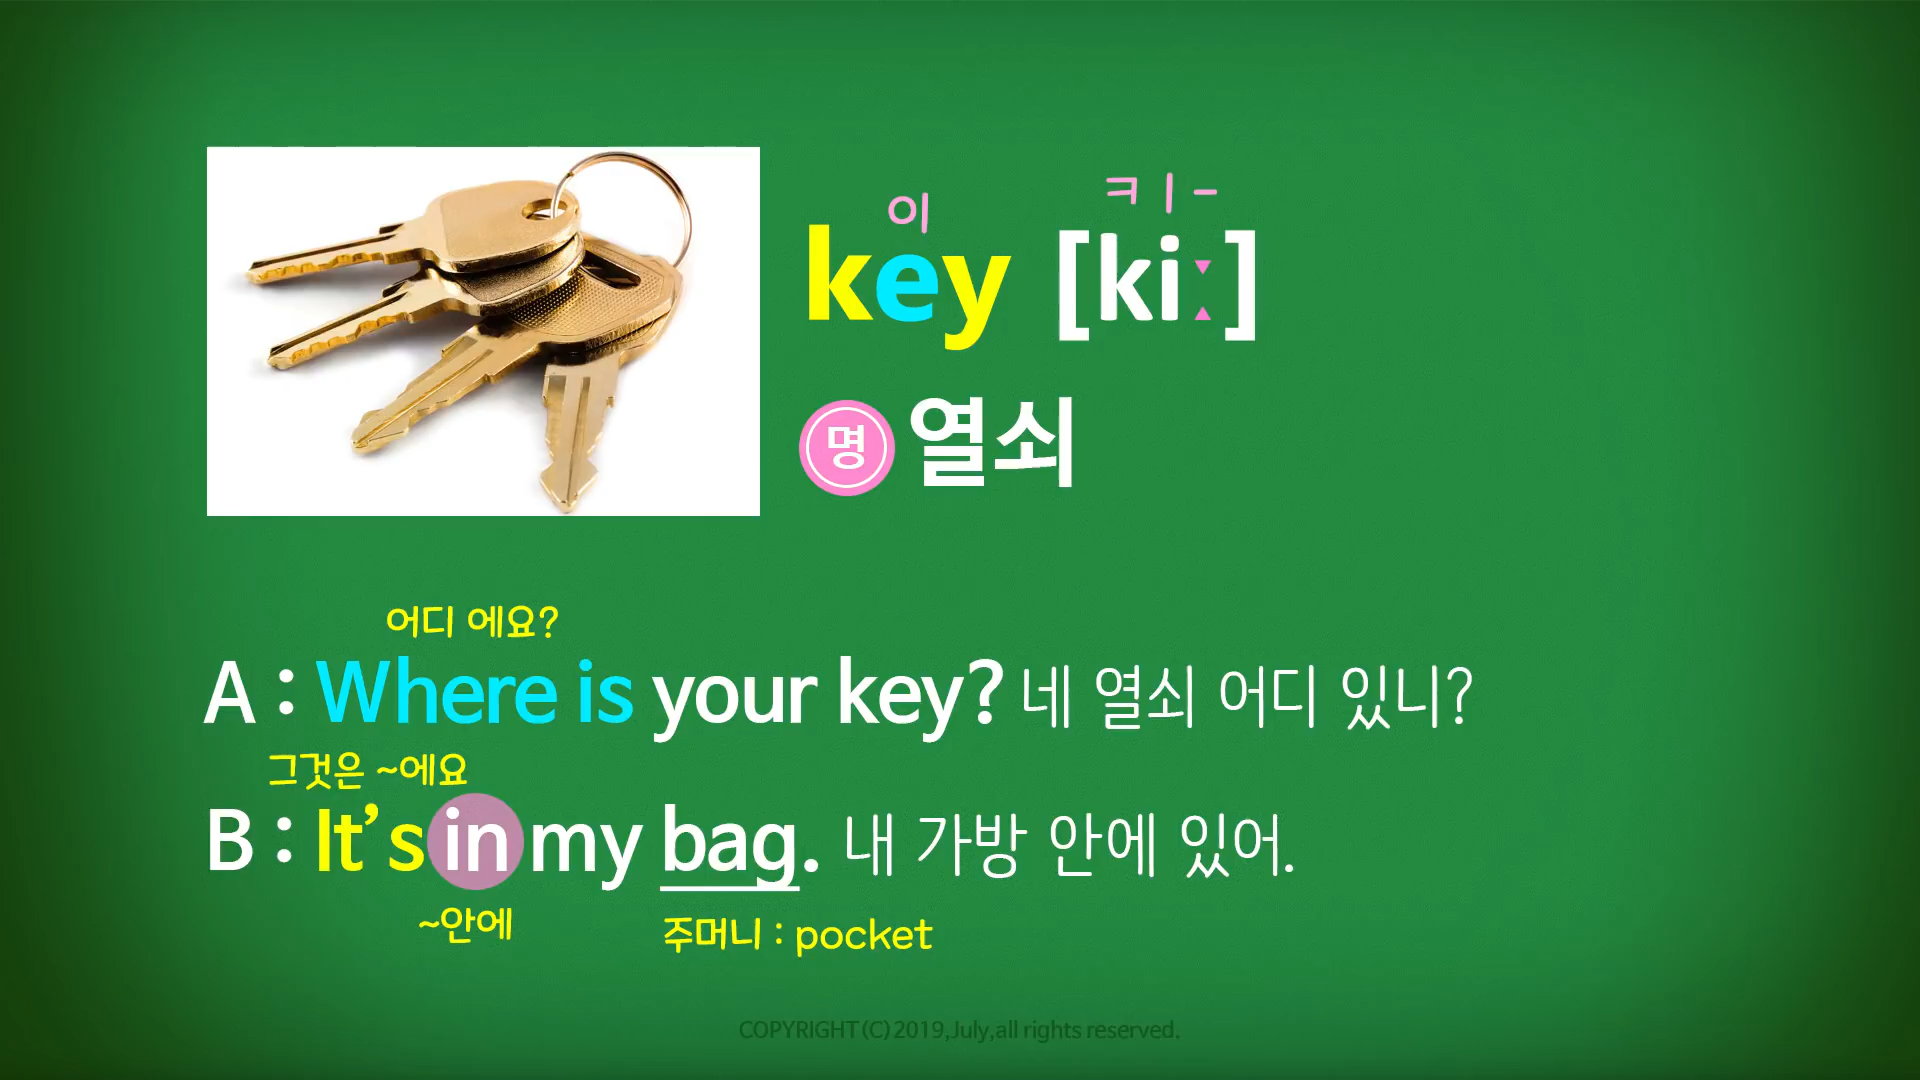 이 ㅋㅣ-
key [ki:]
명 열쇠
어디 에요?
A : Where is your key? 네 열쇠 어디 있니?
그것은 ~에요
B : It's in my bag. 내 가방 안에 있어.
~안에 주머니 : pocket
COPYRIGHT (C) 2019,July,all rights reserved.